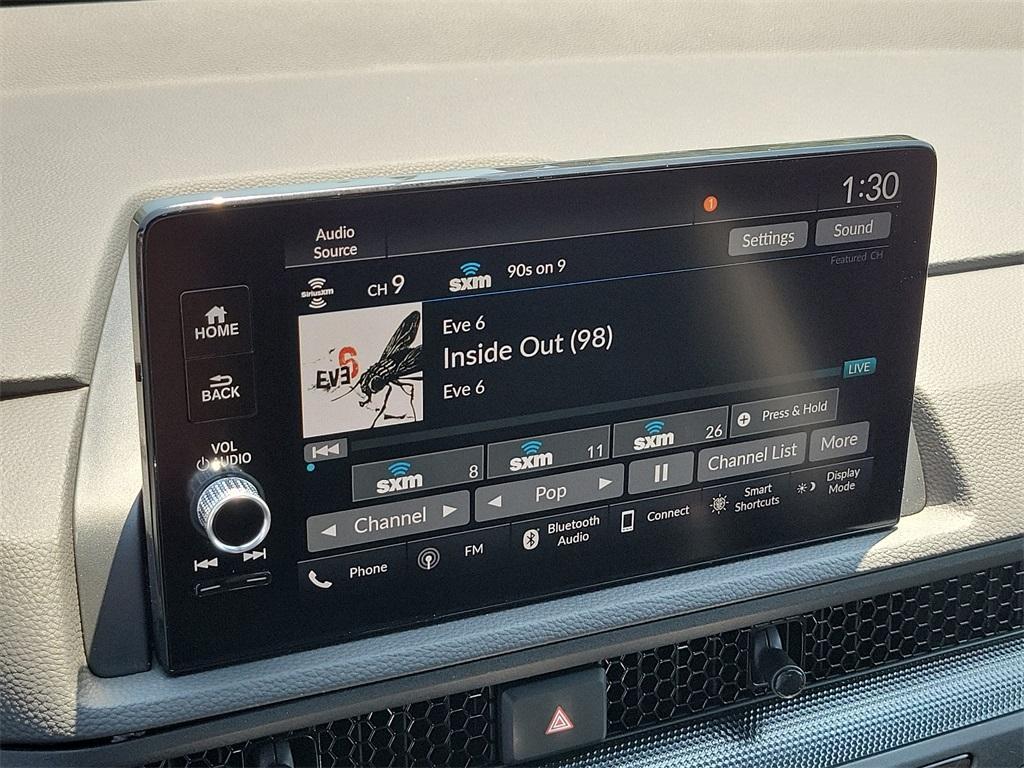 1:30
1
Audio
Source
Settings
Sound
Featured CH
SiriusXM
CH 9
sxm
90s on 9
HOME
BACK
EVE6
Eve 6
Inside Out (98)
Eve 6
LIVE
VOL
AUDIO
sxm 8
sxm 11
sxm 26
Press & Hold
Channel
Pop
Channel List
More
Phone
FM
Bluetooth
Audio
Connect
Smart
Shortcuts
Display
Mode